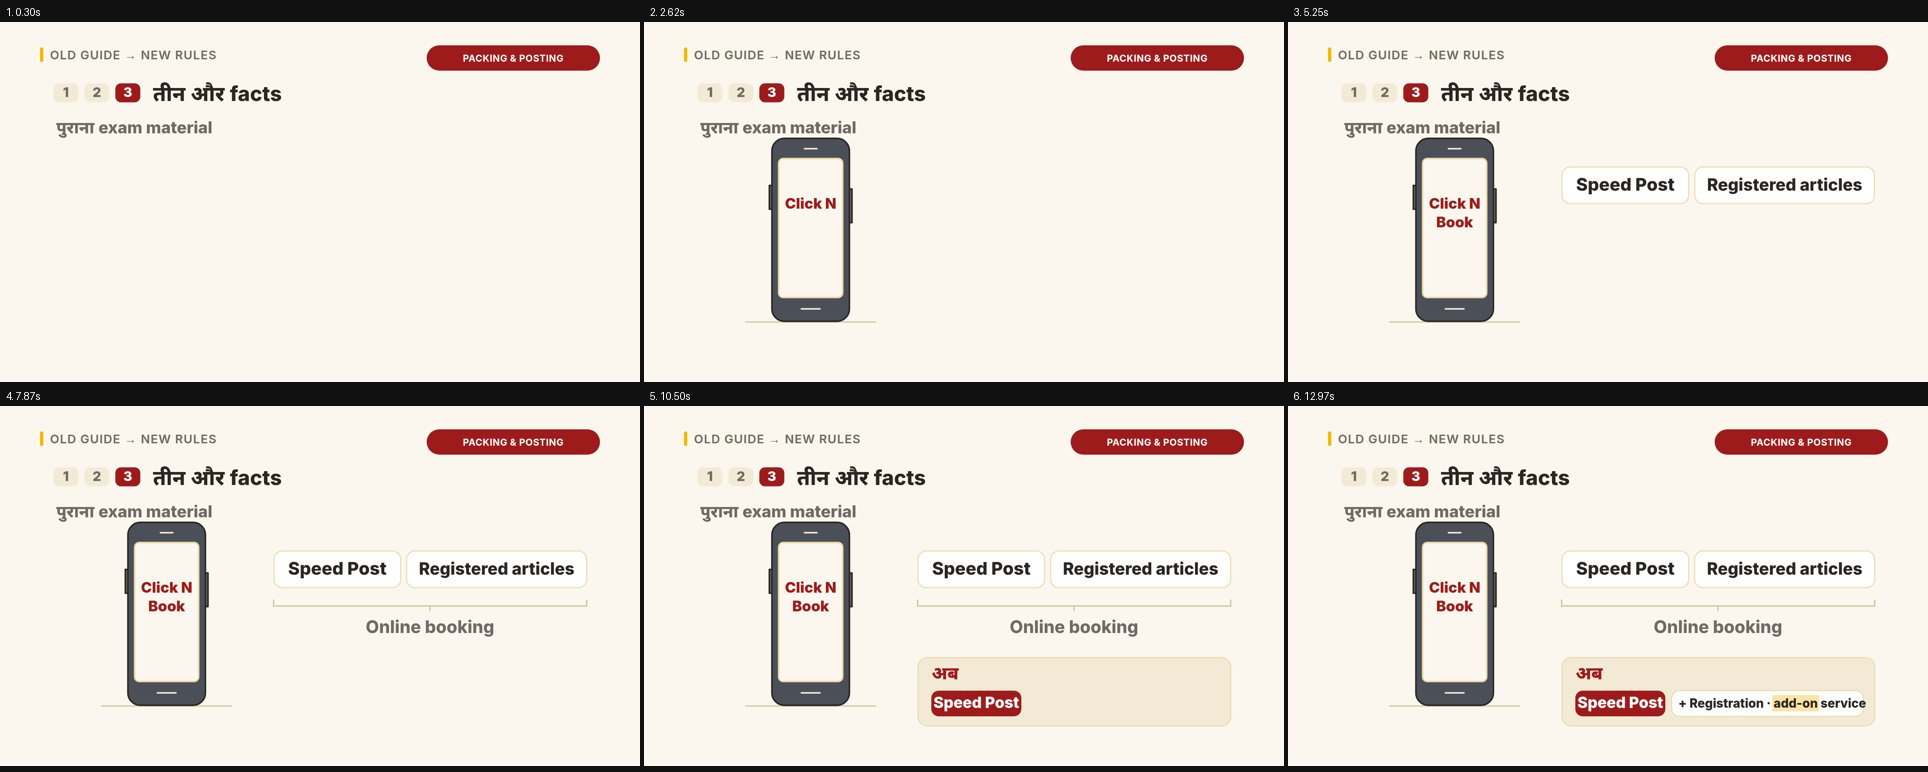 1. 0.30s
OLD GUIDE → NEW RULES
PACKING & POSTING
1 2 3 तीन और facts
पुराना exam material
2. 2.62s
OLD GUIDE → NEW RULES
PACKING & POSTING
1 2 3 तीन और facts
पुराना exam material
Click N
3. 5.25s
OLD GUIDE → NEW RULES
PACKING & POSTING
1 2 3 तीन और facts
पुराना exam material
Click N
Book
Speed Post
Registered articles
4. 7.87s
OLD GUIDE → NEW RULES
PACKING & POSTING
1 2 3 तीन और facts
पुराना exam material
Click N
Book
Speed Post
Registered articles
Online booking
5. 10.50s
OLD GUIDE → NEW RULES
PACKING & POSTING
1 2 3 तीन और facts
पुराना exam material
Click N
Book
Speed Post
Registered articles
Online booking
अब
Speed Post
6. 12.97s
OLD GUIDE → NEW RULES
PACKING & POSTING
1 2 3 तीन और facts
पुराना exam material
Click N
Book
Speed Post
Registered articles
Online booking
अब
Speed Post
+ Registration · add-on service